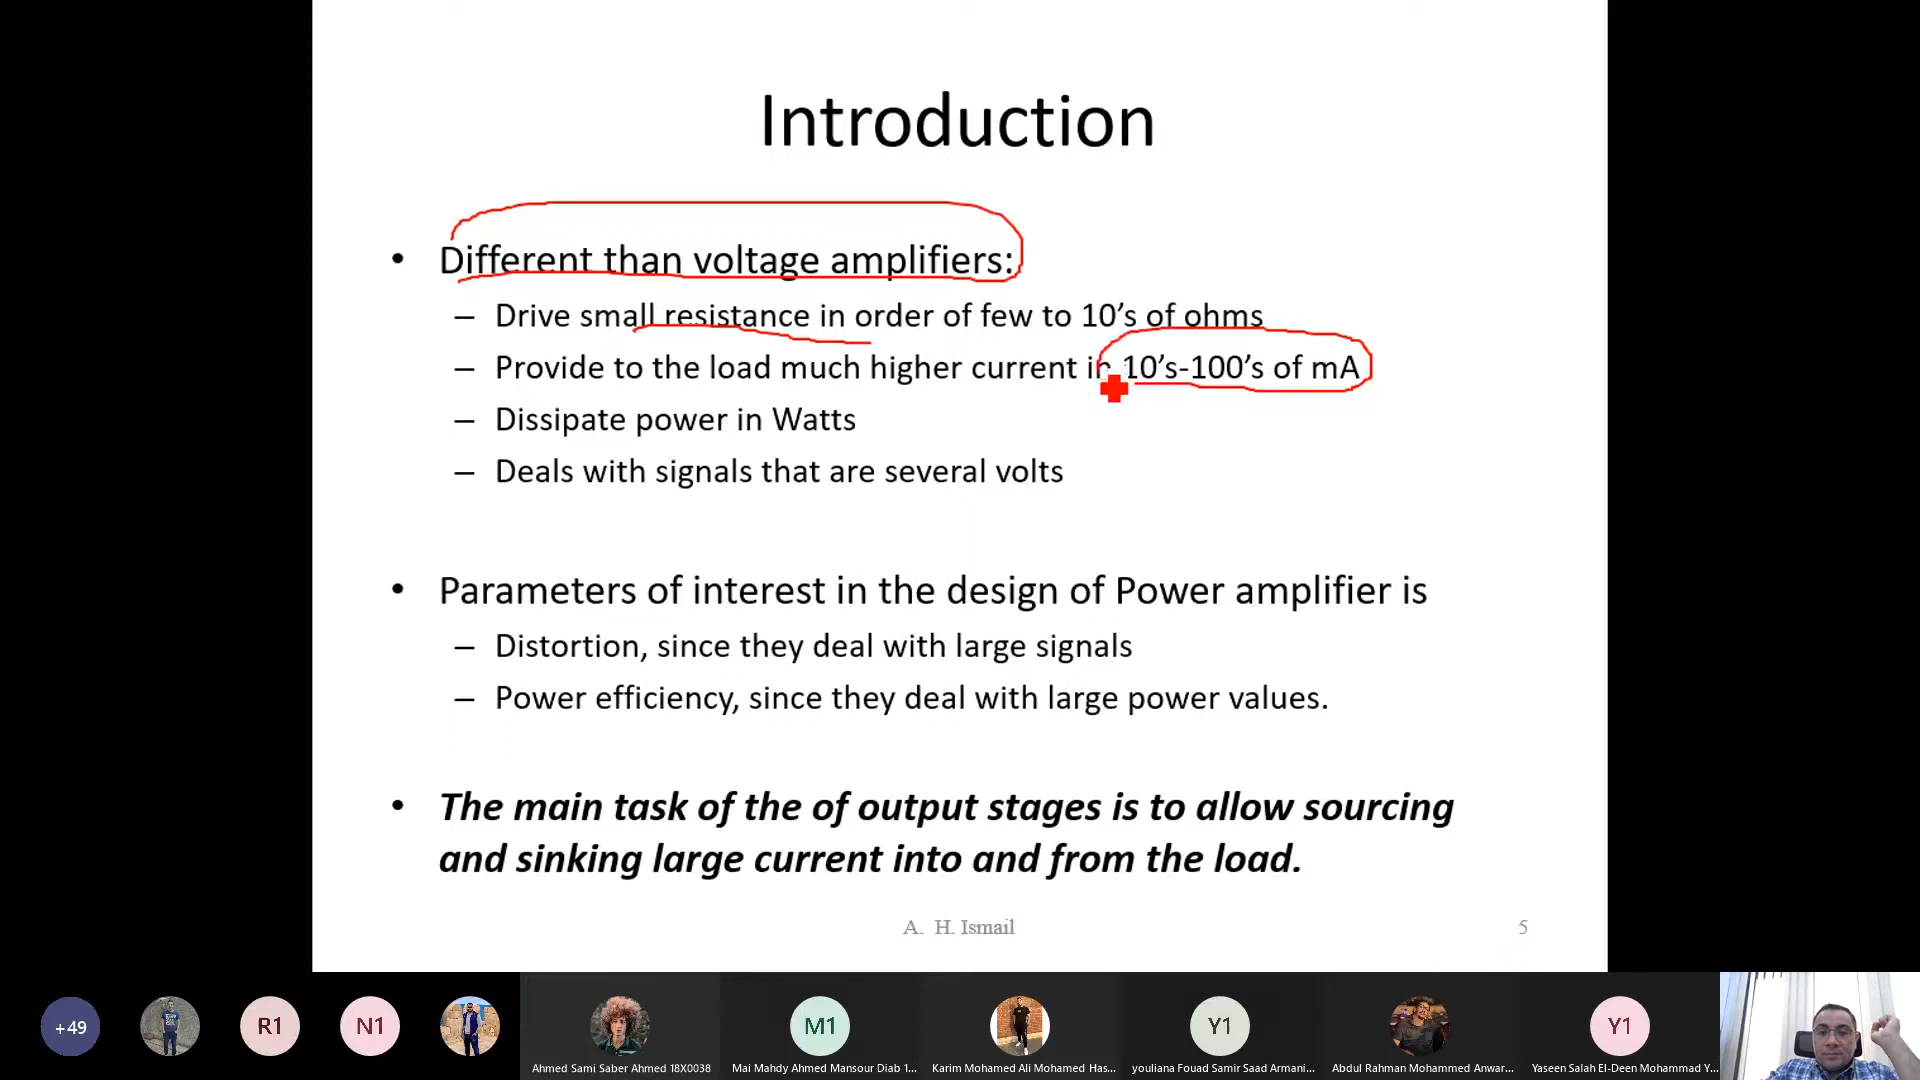 Introduction
• Different than voltage amplifiers:
– Drive small resistance in order of few to 10's of ohms
– Provide to the load much higher current in 10's-100's of mA
– Dissipate power in Watts
– Deals with signals that are several volts
• Parameters of interest in the design of Power amplifier is
– Distortion, since they deal with large signals
– Power efficiency, since they deal with large power values.
• The main task of the of output stages is to allow sourcing
and sinking large current into and from the load.
A. H. Ismail
5
+49
R1
N1
M1
Y1
Y1
Ahmed Sami Saber Ahmed 18X0038
Mai Mahdy Ahmed Mansour Diab 1...
Karim Mohamed Ali Mohamed Has...
youliana Fouad Samir Saad Armani...
Abdul Rahman Mohammed Anwar...
Yaseen Salah El-Deen Mohammad Y...